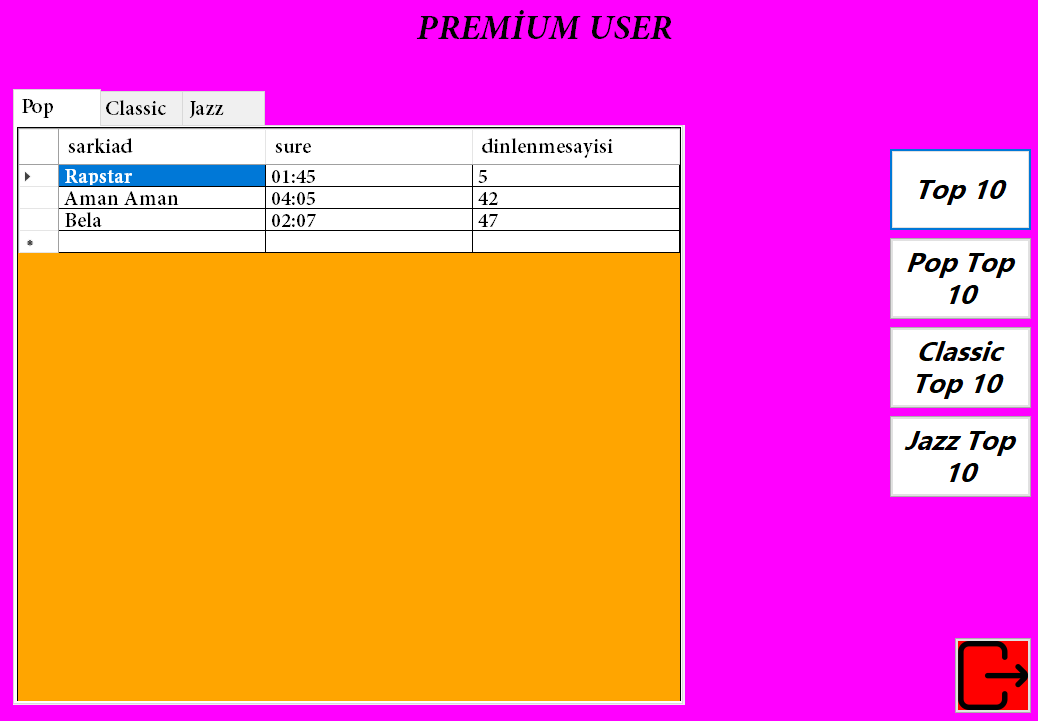 PREMİUM USER
Pop Classic Jazz
sarkiad sure dinlenmesayisi
Rapstar 01:45 5
Aman Aman 04:05 42
Bela 02:07 47
Top 10
Pop Top
10
Classic
Top 10
Jazz Top
10